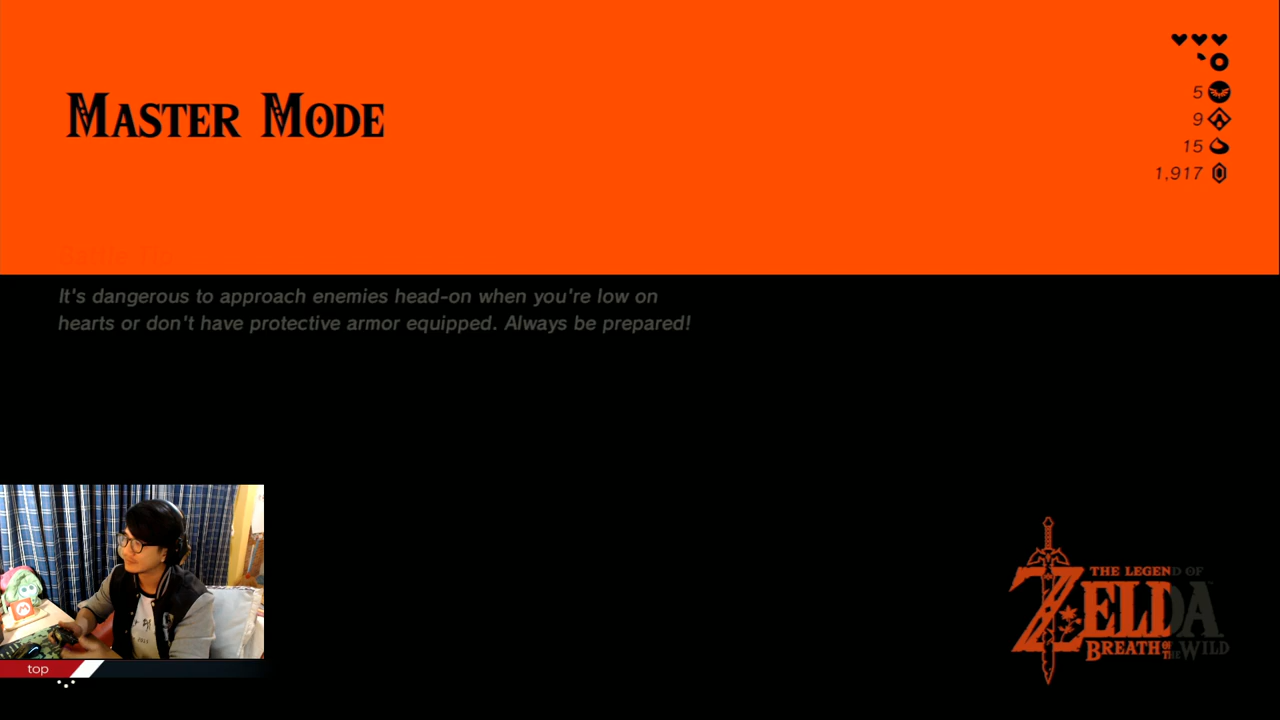 Master Mode
5
9
15
1,917
It's dangerous to approach enemies head-on when you're low on
hearts or don't have protective armor equipped. Always be prepared!
THE LEGEND OF
ZELDA
BREATH OF THE WILD
M
top